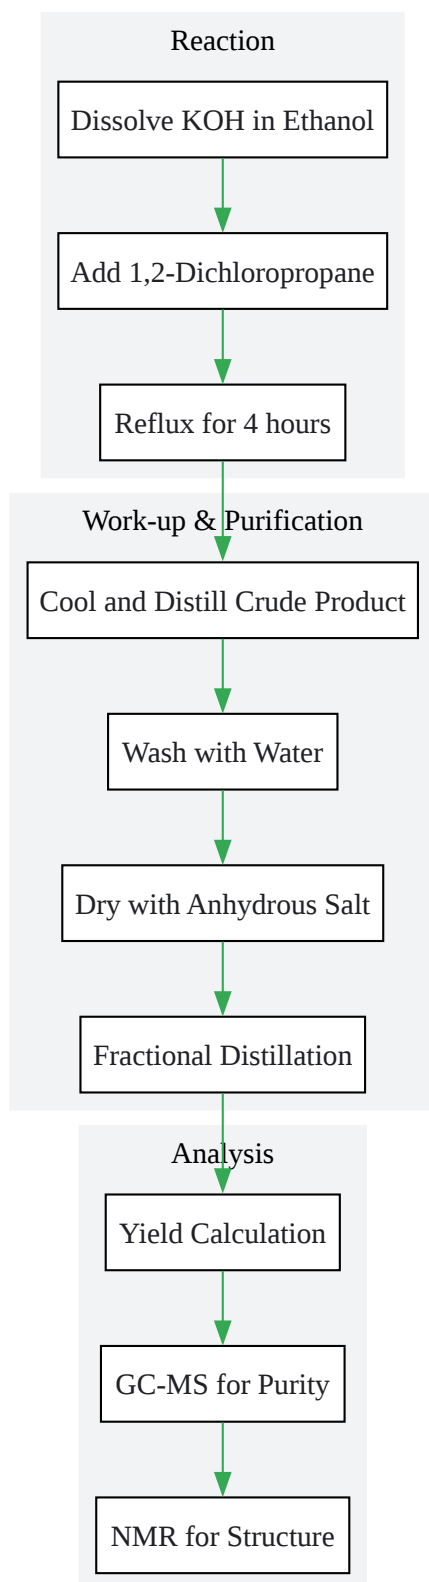 Reaction
Dissolve KOH in Ethanol
Add 1,2-Dichloropropane
Reflux for 4 hours
Work-up & Purification
Cool and Distill Crude Product
Wash with Water
Dry with Anhydrous Salt
Fractional Distillation
Analysis
Yield Calculation
GC-MS for Purity
NMR for Structure